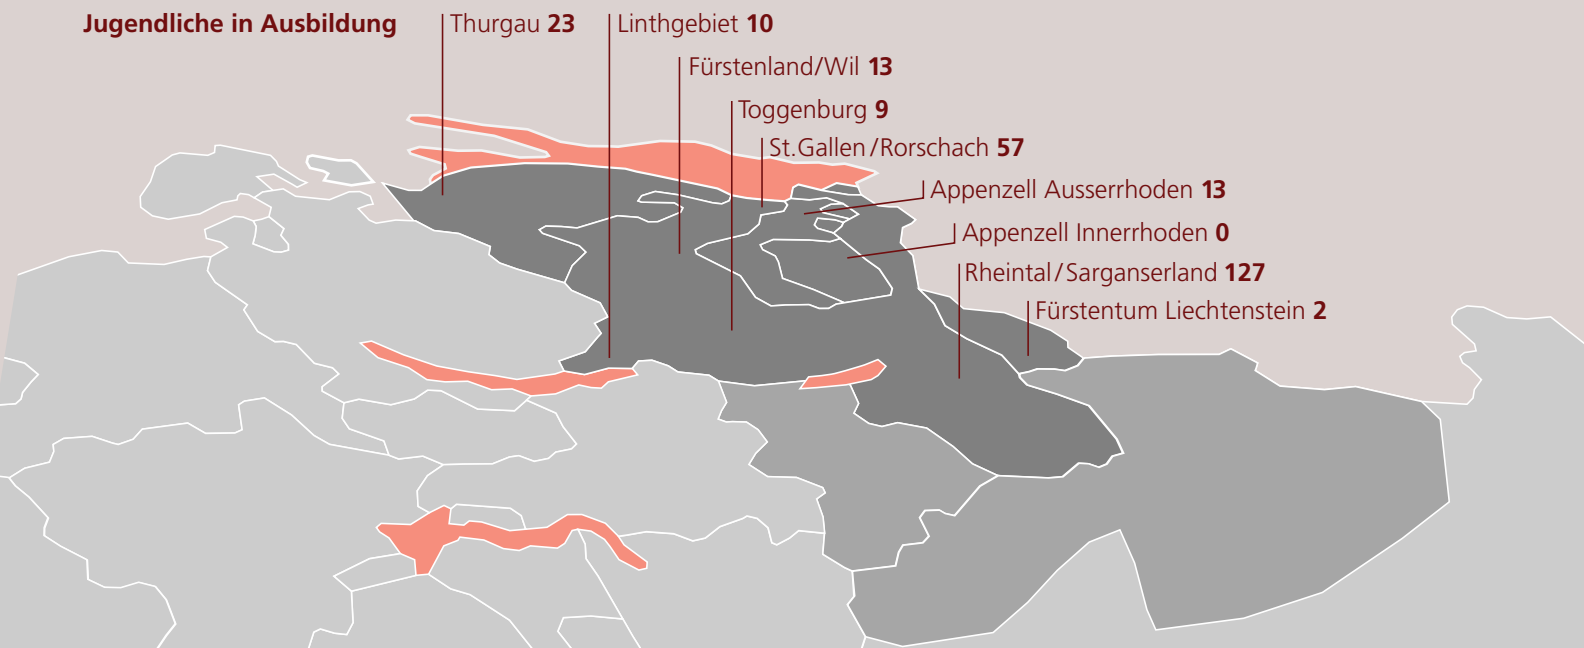 Jugendliche in Ausbildung
Thurgau 23
Linthgebiet 10
Fürstenland/Wil 13
Toggenburg 9
St.Gallen/Rorschach 57
Appenzell Ausserrhoden 13
Appenzell Innerrhoden 0
Rheintal/Sarganserland 127
Fürstentum Liechtenstein 2